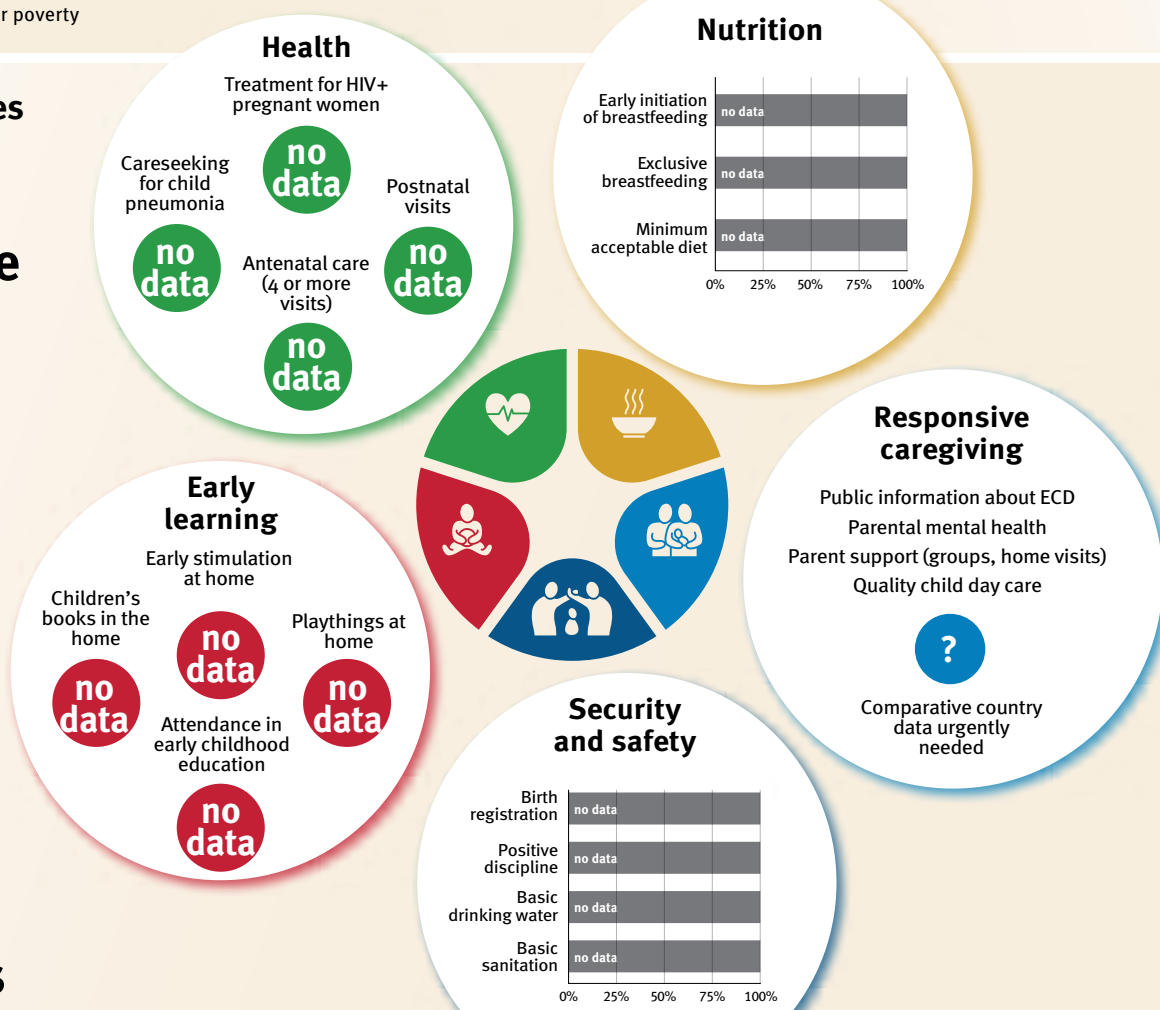 r poverty
es
e
s
Health
Treatment for HIV+
pregnant women
no
data
Careseeking
for child
pneumonia
no
data
Postnatal
visits
no
data
Antenatal care
(4 or more
visits)
no
data
Nutrition
Early initiation
of breastfeeding
no data
Exclusive
breastfeeding
no data
Minimum
acceptable diet
no data
0% 25% 50% 75% 100%
Responsive
caregiving
Public information about ECD
Parental mental health
Parent support (groups, home visits)
Quality child day care
?
Comparative country
data urgently
needed
Early
learning
Early stimulation
at home
no
data
Children's
books in the
home
no
data
Playthings at
home
no
data
Attendance in
early childhood
education
no
data
Security
and safety
Birth
registration
no data
Positive
discipline
no data
Basic
drinking water
no data
Basic
sanitation
no data
0% 25% 50% 75% 100%